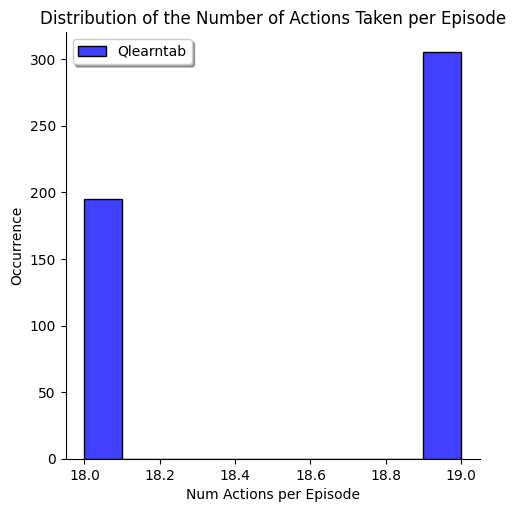 Distribution of the Number of Actions Taken per Episode
Qlearntab
300
250
200
150
100
50
0
Occurrence
18.0 18.2 18.4 18.6 18.8 19.0
Num Actions per Episode